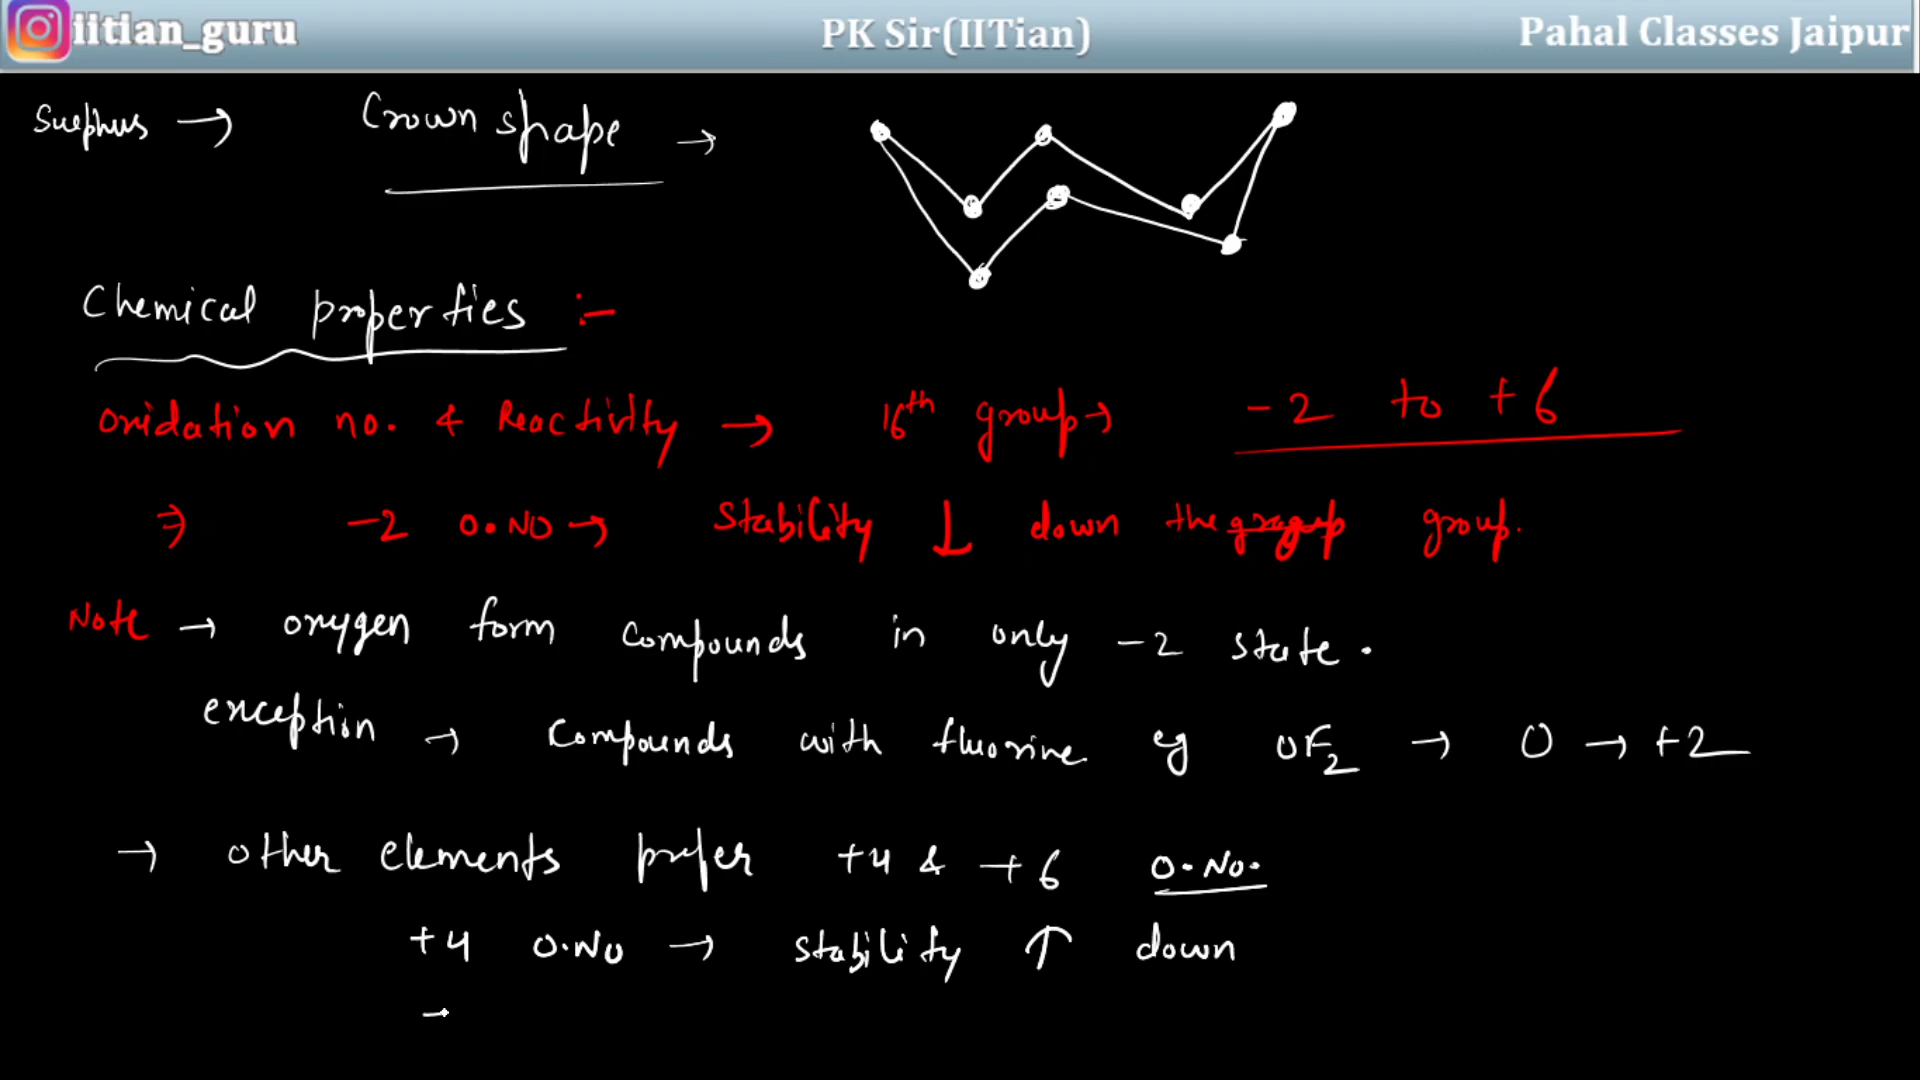 iitian_guru PK Sir(IITian) Pahal Classes Jaipur
Sulphus → Crown shape →
Chemical properties :-
oxidation no. & Reactivity → 16th group → -2 to +6
⇒ -2 O.NO → Stability ↓ down the group.
Note → oxygen form compounds in only -2 state.
exception → Compounds with fluorine eg OF2 → O → +2
→ other elements prefer +4 & +6 O.No.
+4 O.NO → stability ↑ down